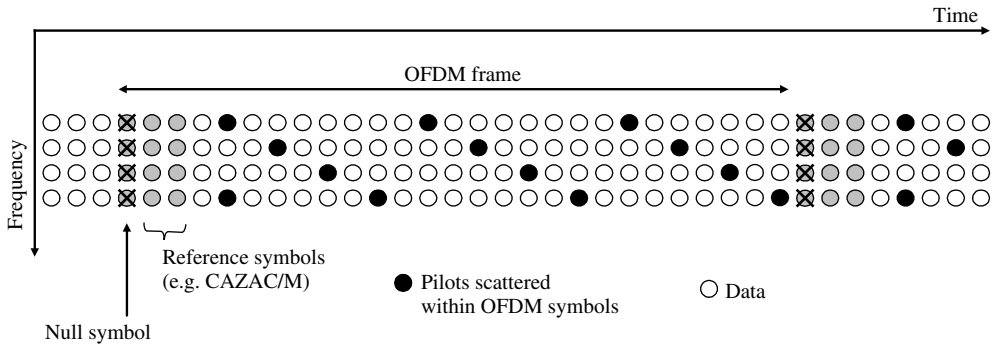 Time
OFDM frame
Frequency
Reference symbols
(e.g. CAZAC/M)
Pilots scattered
within OFDM symbols
Data
Null symbol